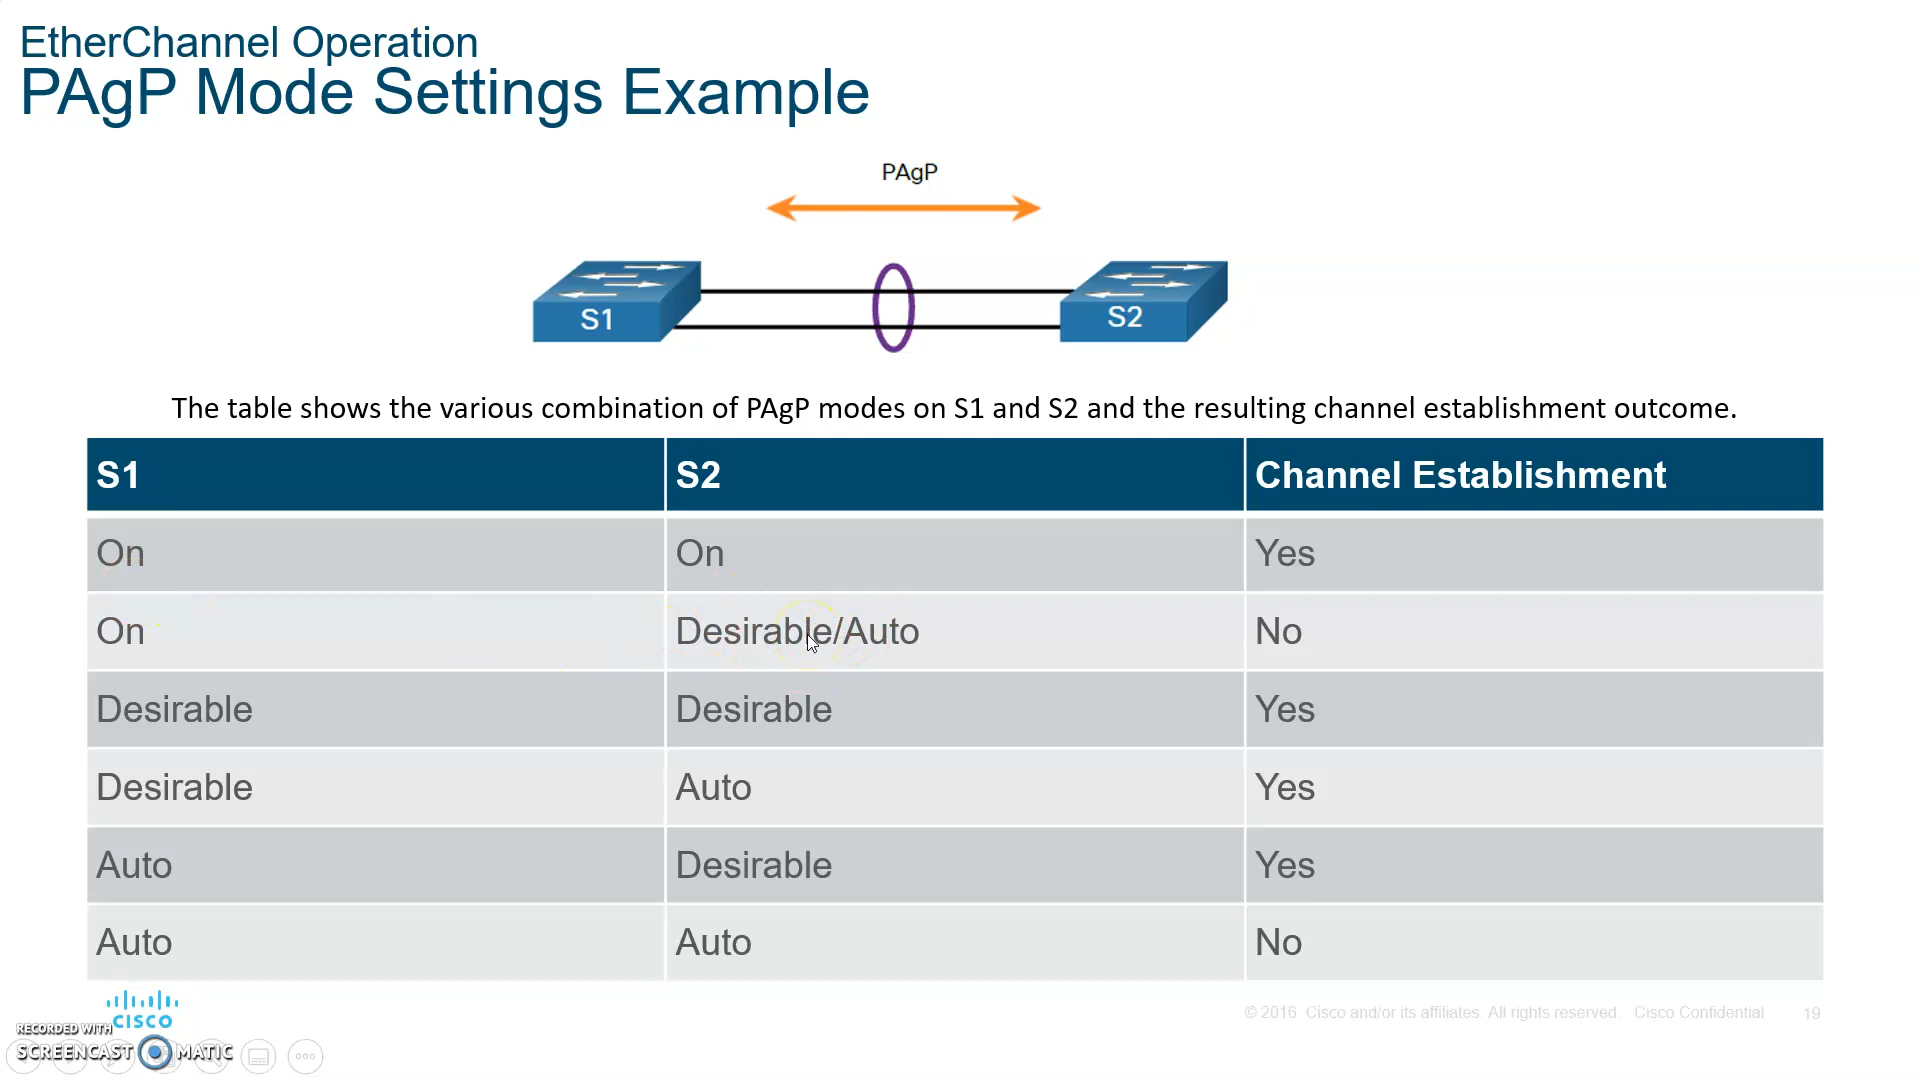 EtherChannel Operation
PAgP Mode Settings Example
PAgP
S1
S2
The table shows the various combination of PAgP modes on S1 and S2 and the resulting channel establishment outcome.
S1 S2 Channel Establishment
On On Yes
On Desirable/Auto No
Desirable Desirable Yes
Desirable Auto Yes
Auto Desirable Yes
Auto Auto No
CISCO
© 2016 Cisco and/or its affiliates. All rights reserved. Cisco Confidential 19
RECORDED WITH
SCREENCAST MATIC